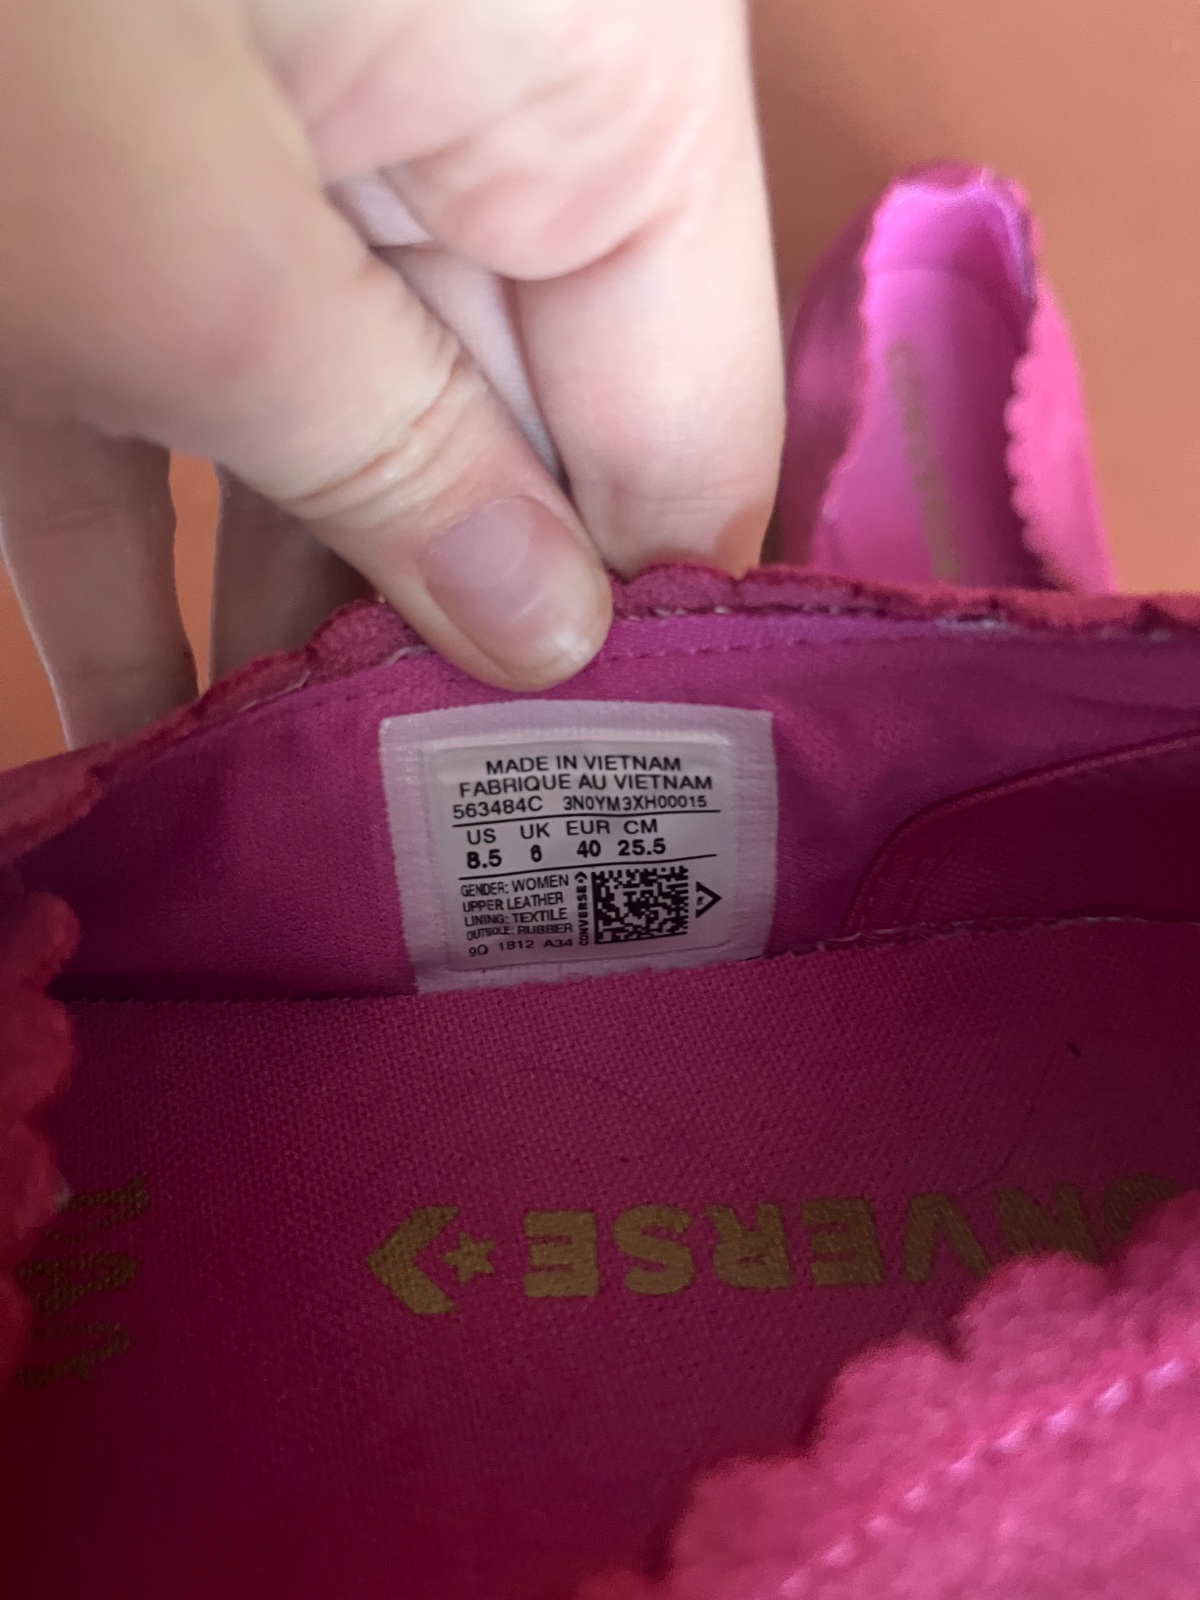 MADE IN VIETNAM
FABRIQUE AU VIETNAM
563484C 3N0YM3XH00015
US UK EUR CM
8.5 6 40 25.5
GENDER: WOMEN
UPPER LEATHER
LINING: TEXTILE
OUTSOLE: RUBBER
9Q 1812 A34
CONVERSE
CONVERSE